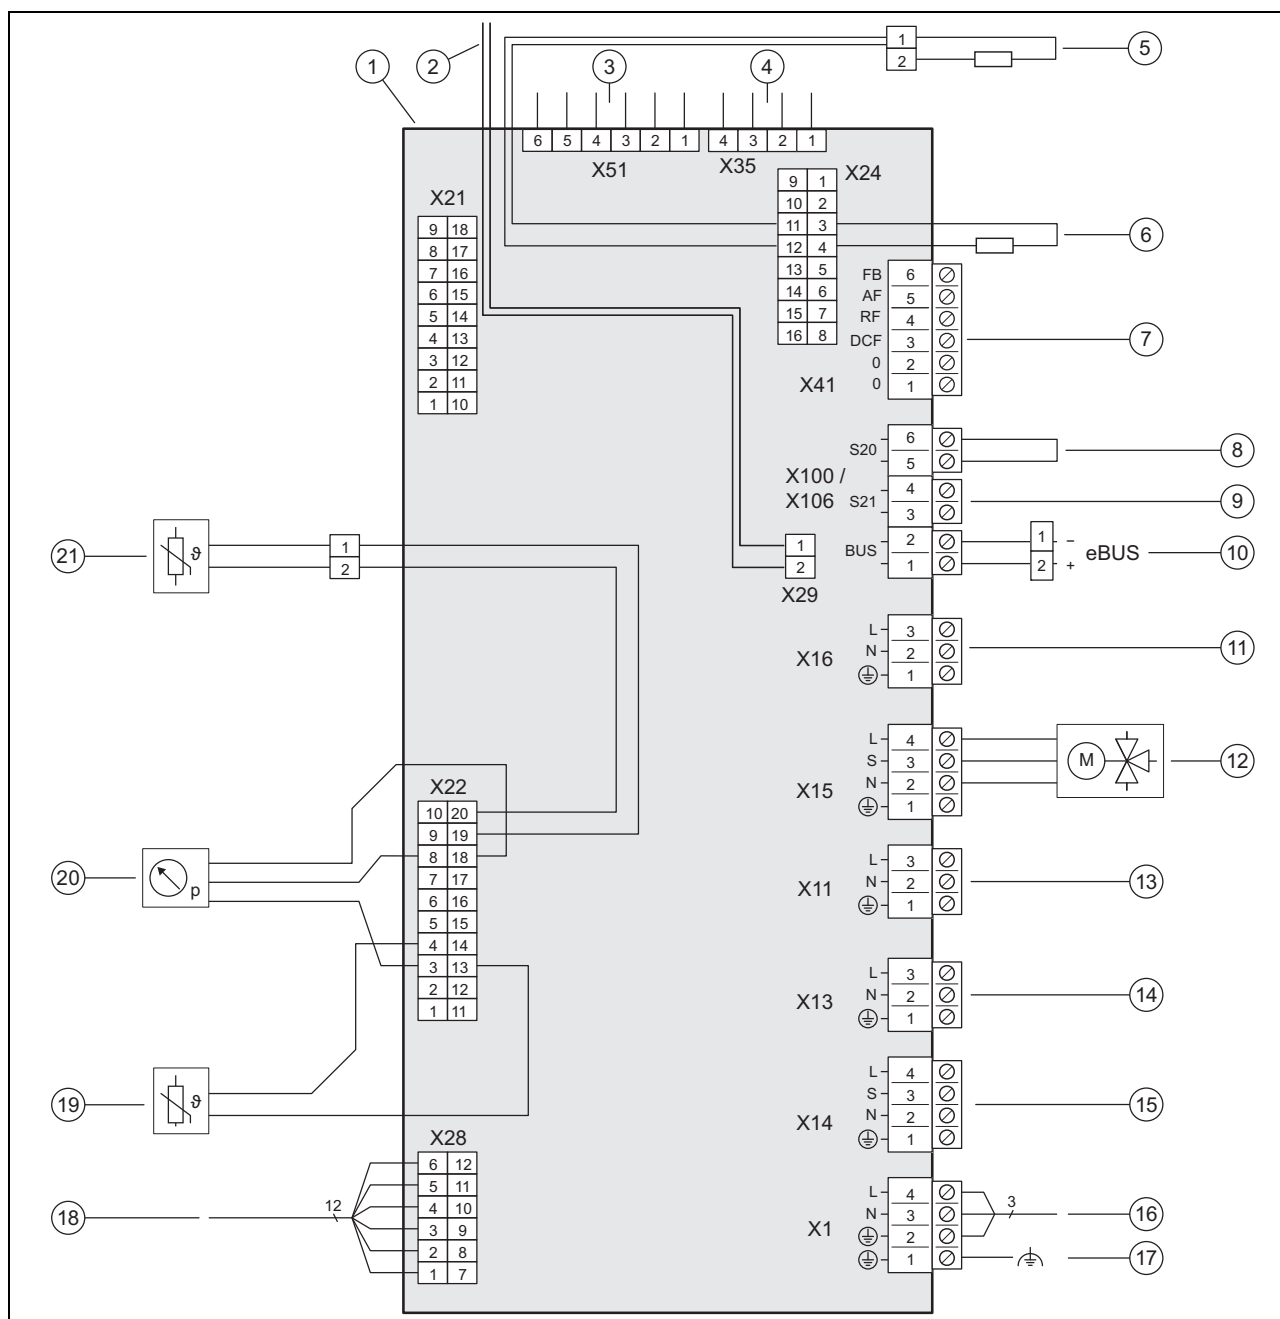 1
2
3
4
1
2
5
6 5 4 3 2 1
4 3 2 1
X51
X35
X24
9 1
10 2
11 3
12 4
13 5
14 6
15 7
16 8
6
X21
9 18
8 17
7 16
6 15
5 14
4 13
3 12
2 11
1 10
FB 6
AF 5
RF 4
DCF 3
0 2
0 1
X41
7
S20
6
5
8
X100 /
X106
S21
4
3
9
BUS
2
1
1 –
2 +
eBUS
10
1
2
X29
21
ϑ
1
2
X16
L 3
N 2
1
11
X15
L 4
S 3
N 2
1
M
12
X22
10 20
9 19
8 18
7 17
6 16
5 15
4 14
3 13
2 12
1 11
20
p
X11
L 3
N 2
1
13
X13
L 3
N 2
1
14
19
ϑ
X14
L 4
S 3
N 2
1
15
X28
6 12
5 11
4 10
3 9
2 8
1 7
18
12
X1
L 4
N 3
2
1
3
16
17